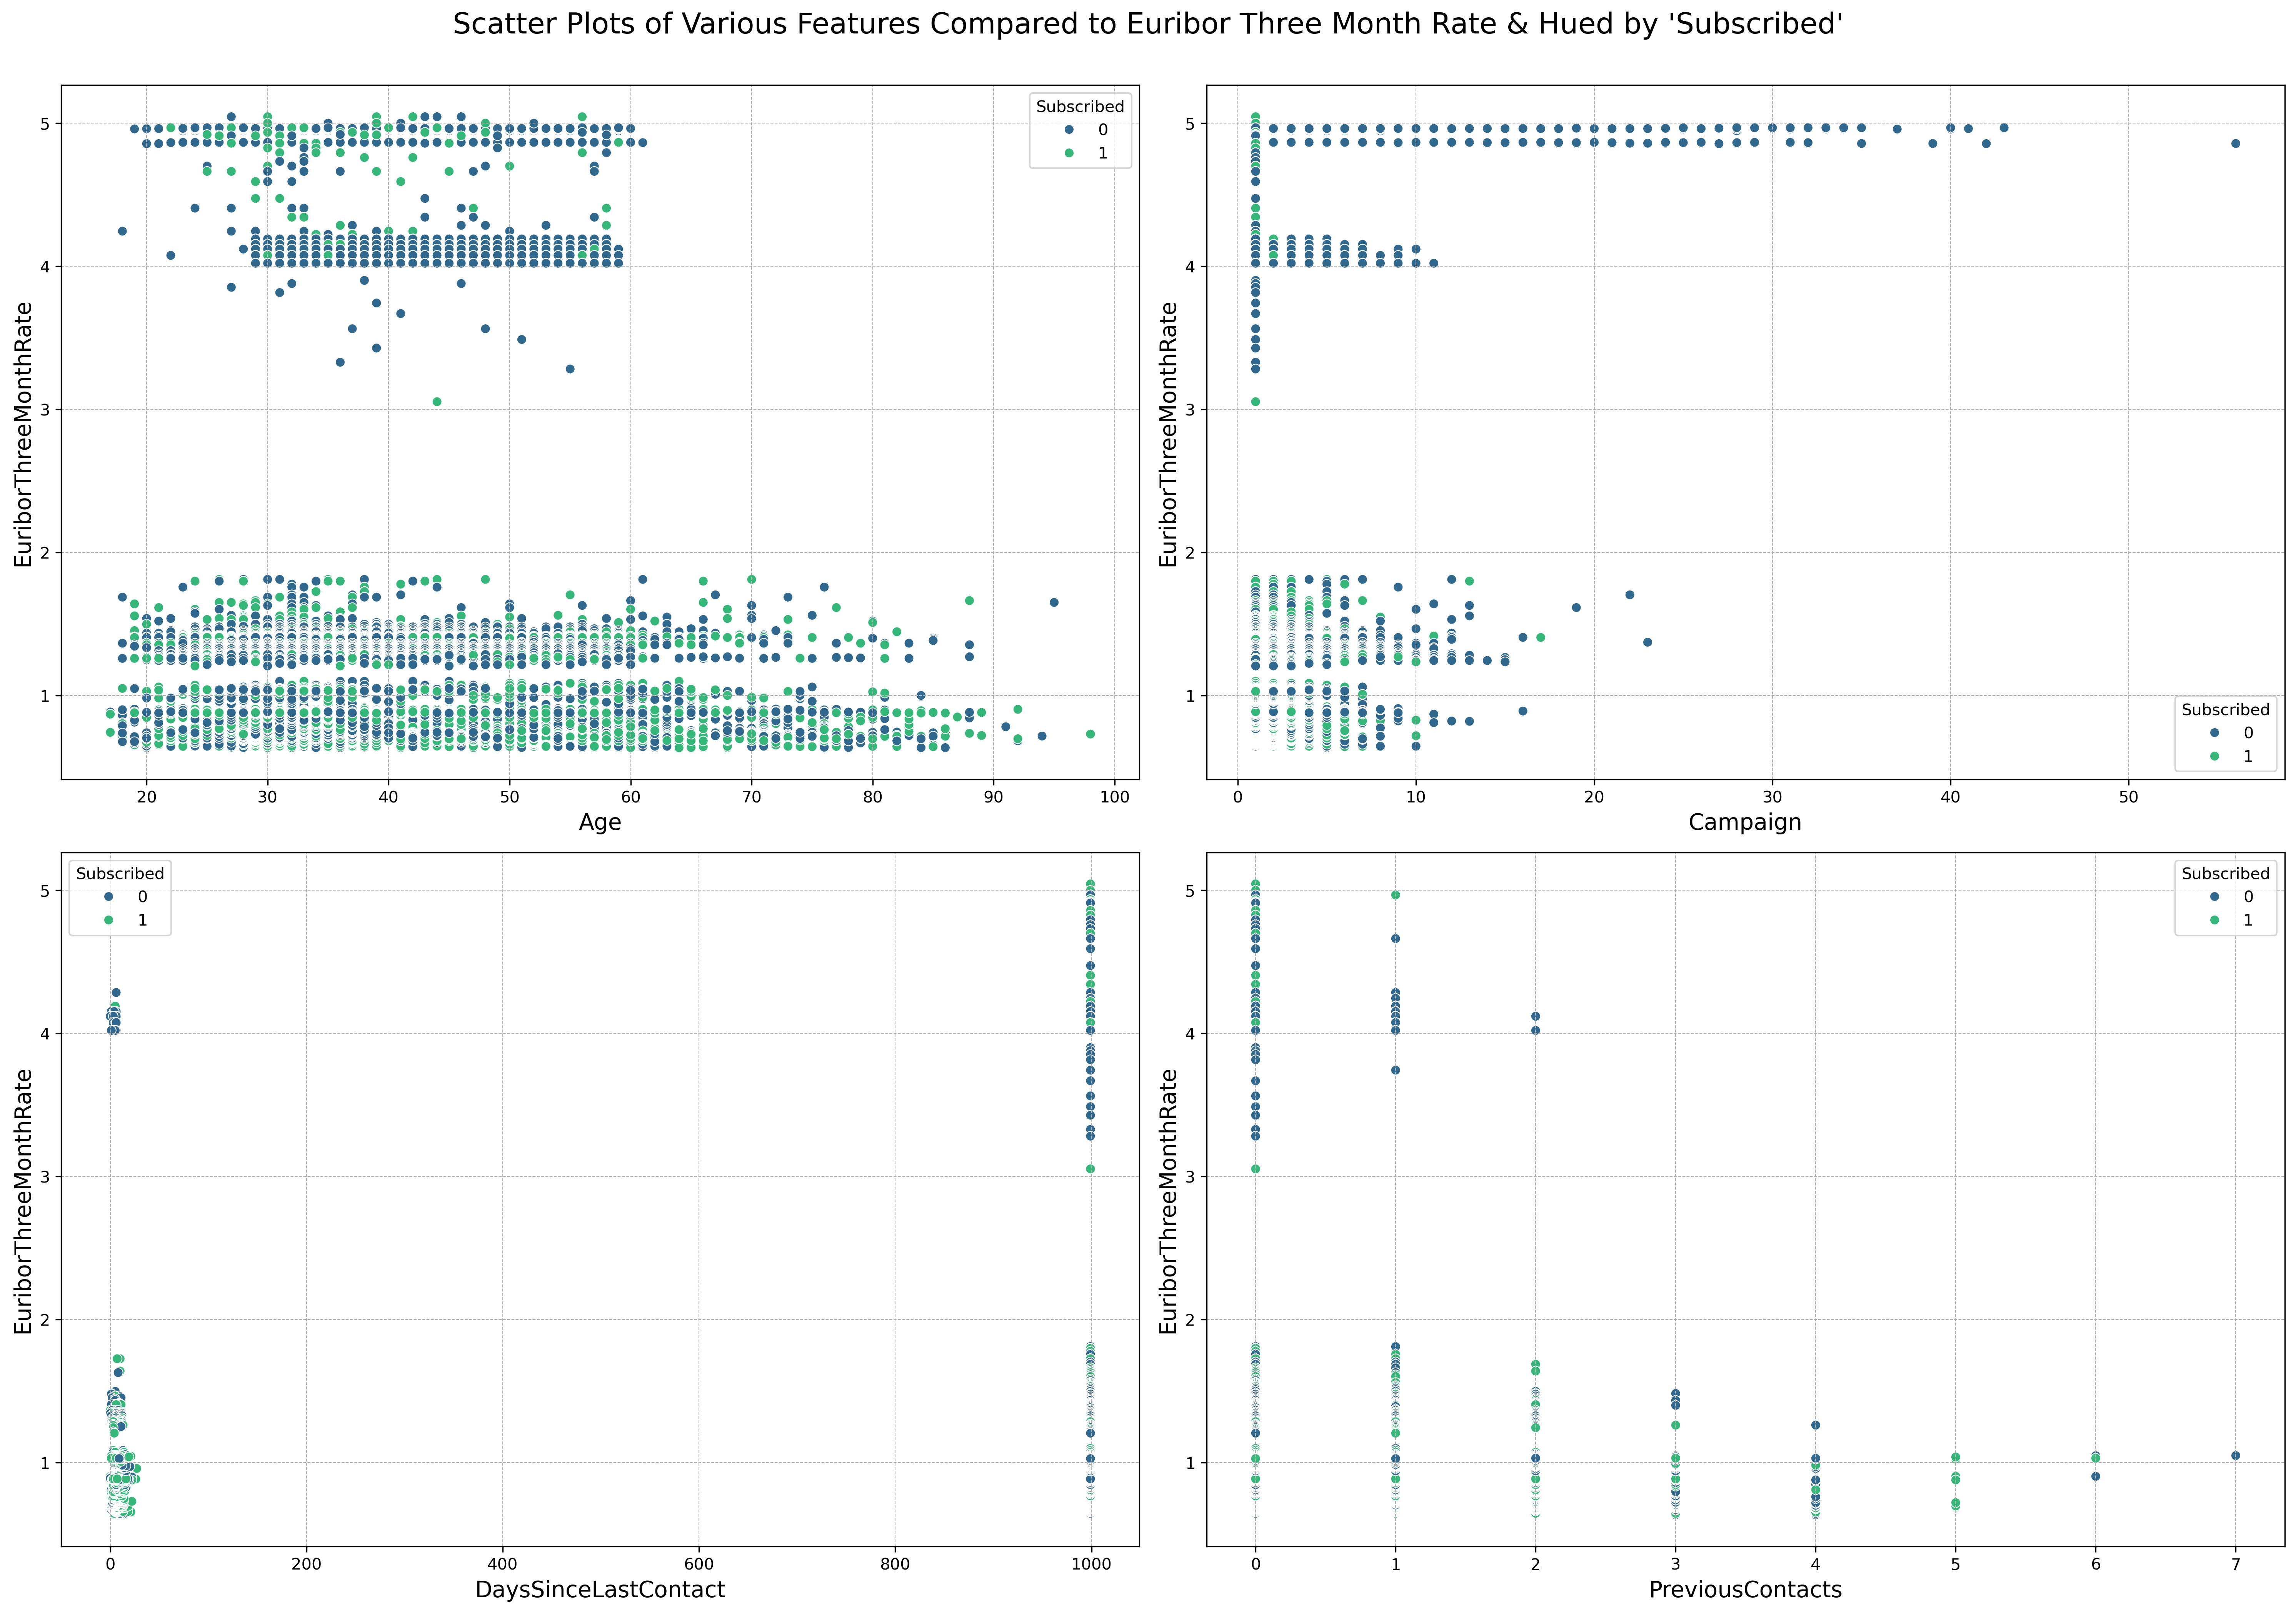 Scatter Plots of Various Features Compared to Euribor Three Month Rate & Hued by 'Subscribed'
EuriborThreeMonthRate
5
4
3
2
1
Subscribed
0
1
20 30 40 50 60 70 80 90 100
Age
EuriborThreeMonthRate
5
4
3
2
1
Subscribed
0
1
0 10 20 30 40 50
Campaign
EuriborThreeMonthRate
5
4
3
2
1
Subscribed
0
1
0 200 400 600 800 1000
DaysSinceLastContact
EuriborThreeMonthRate
5
4
3
2
1
Subscribed
0
1
0 1 2 3 4 5 6 7
PreviousContacts